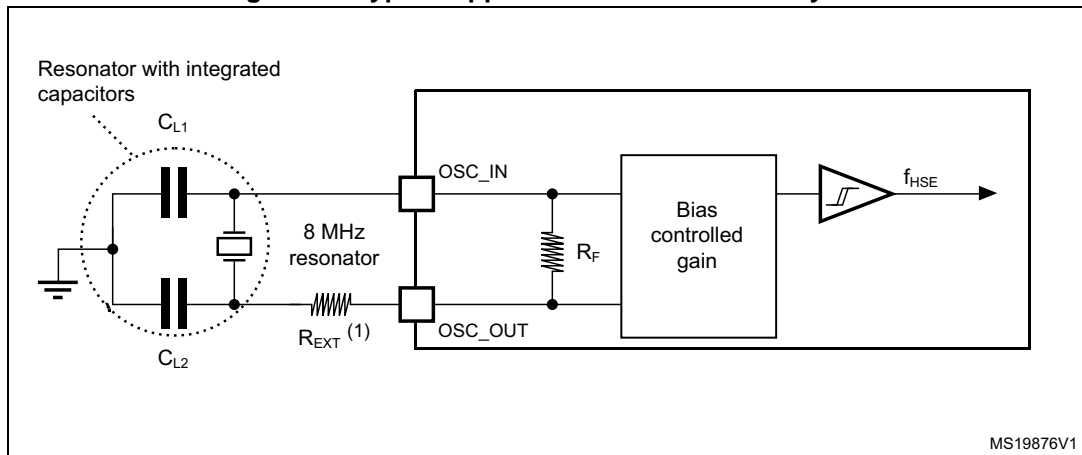 Resonator with integrated
capacitors
CL1
OSC_IN
fHSE
8 MHz
resonator
RF
Bias
controlled
gain
REXT (1)
OSC_OUT
CL2
MS19876V1